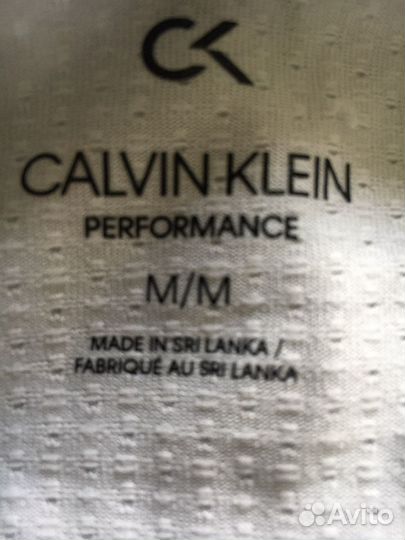 CK
CALVIN KLEIN
PERFORMANCE
M/M
MADE IN SRI LANKA /
FABRIQUÉ AU SRI LANKA
Avito